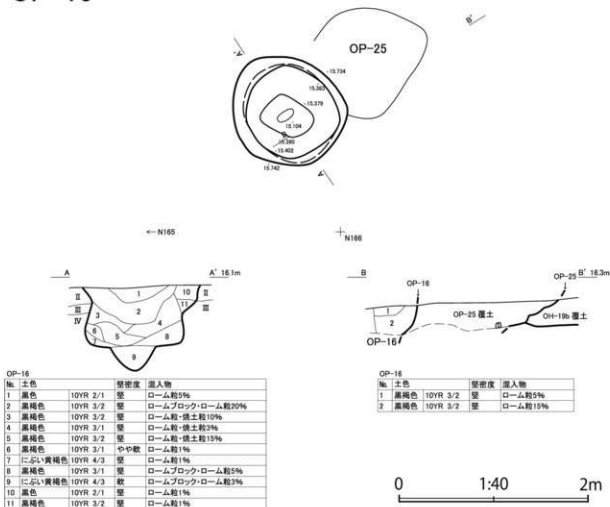 OP-25
B'
A'
15.734
15.363
15.379
15.104
15.390
15.402
15.742
A
←N165
N166
A
A' 16.1m
B
B' 16.3m
OP-16
OP-25
1
2
3
4
5
6
7
8
9
10
11
Ⅱ
Ⅲ
Ⅳ
Ⅱ
Ⅲ
1
2
OP-25 覆土
OH-19b 覆土
OP-16
OP-16
No. 土色 堅密度 混入物
1 黒色 10YR 2/1 堅 ローム粒5%
2 黒褐色 10YR 3/2 堅 ロームブロック・ローム粒20%
3 黒褐色 10YR 3/2 堅 ローム粒・焼土粒10%
4 黒褐色 10YR 3/1 堅 ローム粒・焼土粒3%
5 黒褐色 10YR 3/2 堅 ローム粒・焼土粒15%
6 黒褐色 10YR 3/1 やや軟 ローム粒1%
7 にぶい黄褐色 10YR 4/3 堅 ローム粒1%
8 黒褐色 10YR 3/1 堅 ロームブロック・ローム粒5%
9 にぶい黄褐色 10YR 4/3 軟 ロームブロック・ローム粒3%
10 黒色 10YR 2/1 堅 ローム粒1%
11 黒褐色 10YR 3/2 堅 ローム粒1%
OP-16
No. 土色 堅密度 混入物
1 黒褐色 10YR 3/2 堅 ローム粒5%
2 黒褐色 10YR 3/2 堅 ローム粒15%
0 1:40 2m